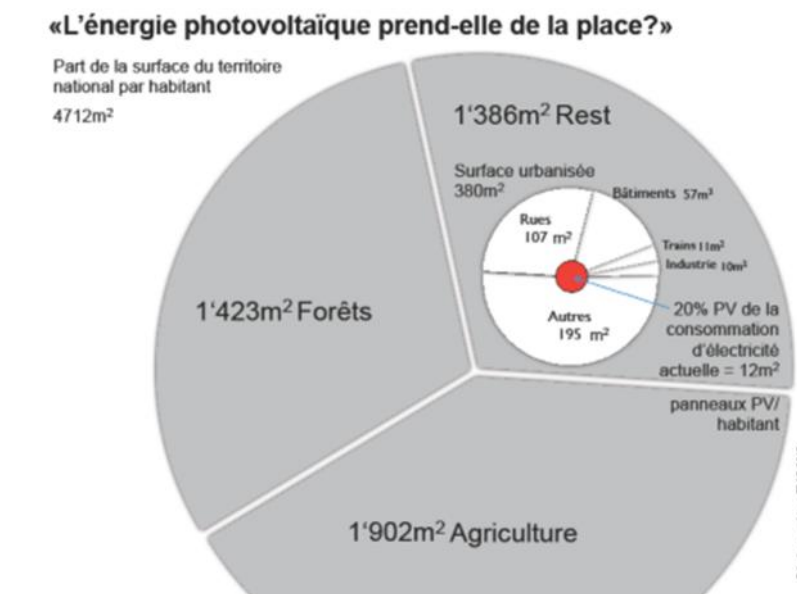 «L'énergie photovoltaïque prend-elle de la place?»
Part de la surface du territoire
national par habitant
4712m²
1'386m² Rest
Surface urbanisée
380m²
Bâtiments 57m²
Rues
107 m²
Trains 11m²
Industrie 10m²
1'423m² Forêts
Autres
195 m²
20% PV de la
consommation
d'électricité
actuelle = 12m²
panneaux PV/
habitant
1'902m² Agriculture